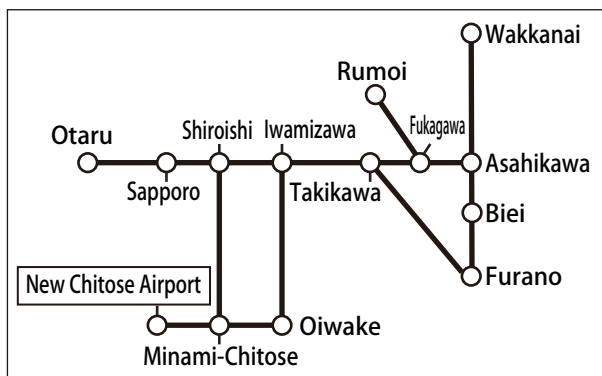 Wakkanai
Rumoi
Fukagawa
Otaru
Shiroishi
Iwamizawa
Asahikawa
Sapporo
Takikawa
Biei
Furano
New Chitose Airport
Oiwake
Minami-Chitose